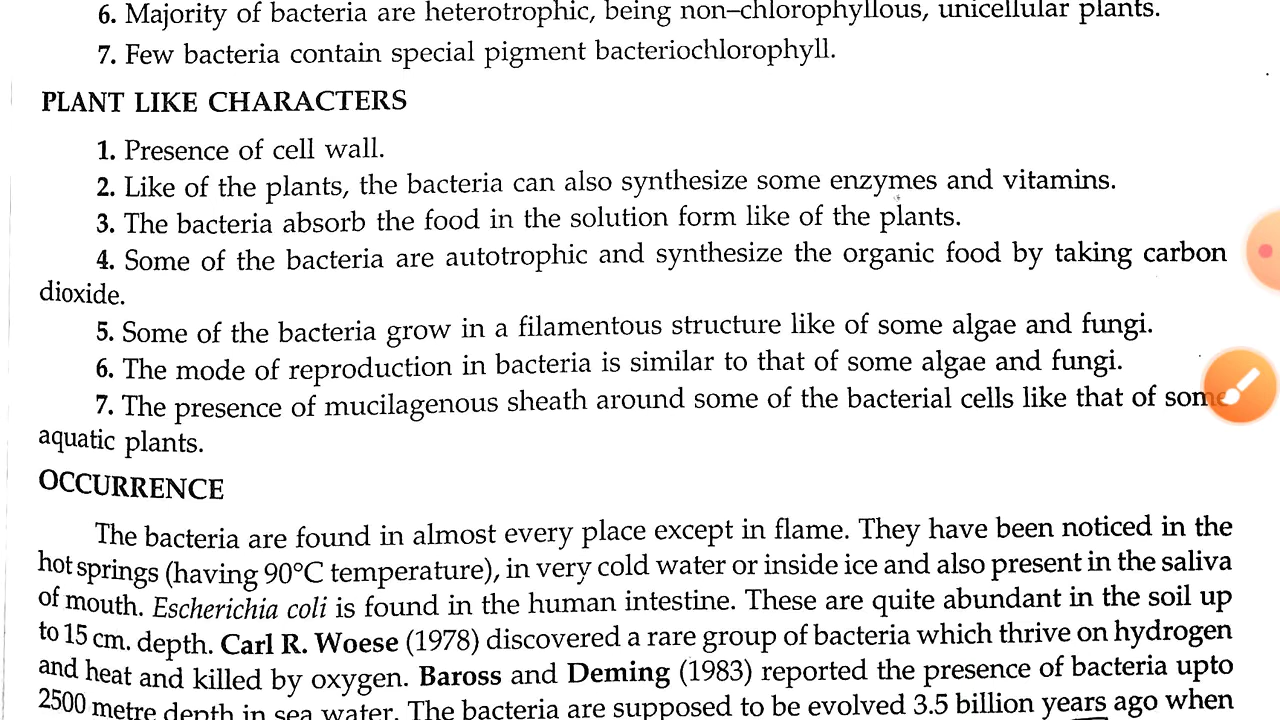 6. Majority of bacteria are heterotrophic, being non–chlorophyllous, unicellular plants.
7. Few bacteria contain special pigment bacteriochlorophyll.
PLANT LIKE CHARACTERS
1. Presence of cell wall.
2. Like of the plants, the bacteria can also synthesize some enzymes and vitamins.
3. The bacteria absorb the food in the solution form like of the plants.
4. Some of the bacteria are autotrophic and synthesize the organic food by taking carbon
dioxide.
5. Some of the bacteria grow in a filamentous structure like of some algae and fungi.
6. The mode of reproduction in bacteria is similar to that of some algae and fungi.
7. The presence of mucilagenous sheath around some of the bacterial cells like that of some
aquatic plants.
OCCURRENCE
The bacteria are found in almost every place except in flame. They have been noticed in the
hot springs (having 90°C temperature), in very cold water or inside ice and also present in the saliva
of mouth. Escherichia coli is found in the human intestine. These are quite abundant in the soil up
to 15 cm. depth. Carl R. Woese (1978) discovered a rare group of bacteria which thrive on hydrogen
and heat and killed by oxygen. Baross and Deming (1983) reported the presence of bacteria upto
2500 metre depth in sea water. The bacteria are supposed to be evolved 3.5 billion years ago when